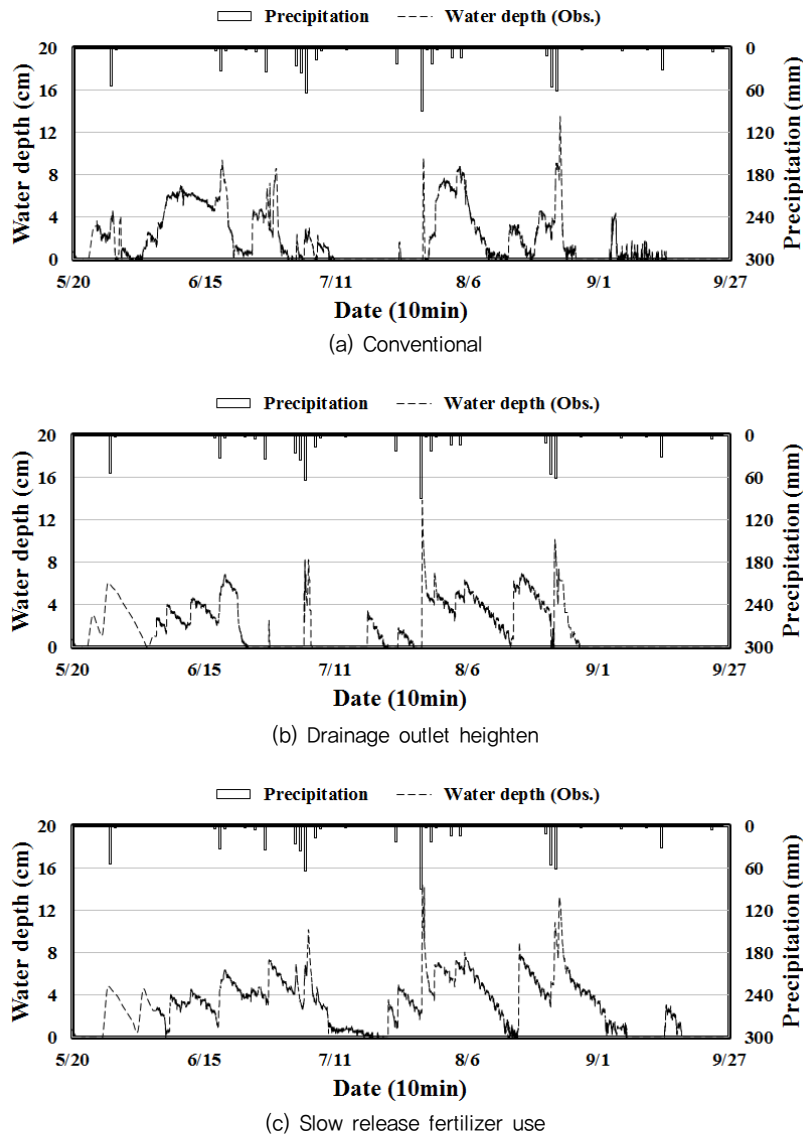 Precipitation Water depth (Obs.)
20 0
16 60
12 120
8 180
4 240
0 300
Water depth (cm)
Precipitation (mm)
5/20 6/15 7/11 8/6 9/1 9/27
Date (10min)
(a) Conventional
Precipitation Water depth (Obs.)
20 0
16 60
12 120
8 180
4 240
0 300
Water depth (cm)
Precipitation (mm)
5/20 6/15 7/11 8/6 9/1 9/27
Date (10min)
(b) Drainage outlet heighten
Precipitation Water depth (Obs.)
20 0
16 60
12 120
8 180
4 240
0 300
Water depth (cm)
Precipitation (mm)
5/20 6/15 7/11 8/6 9/1 9/27
Date (10min)
(c) Slow release fertilizer use